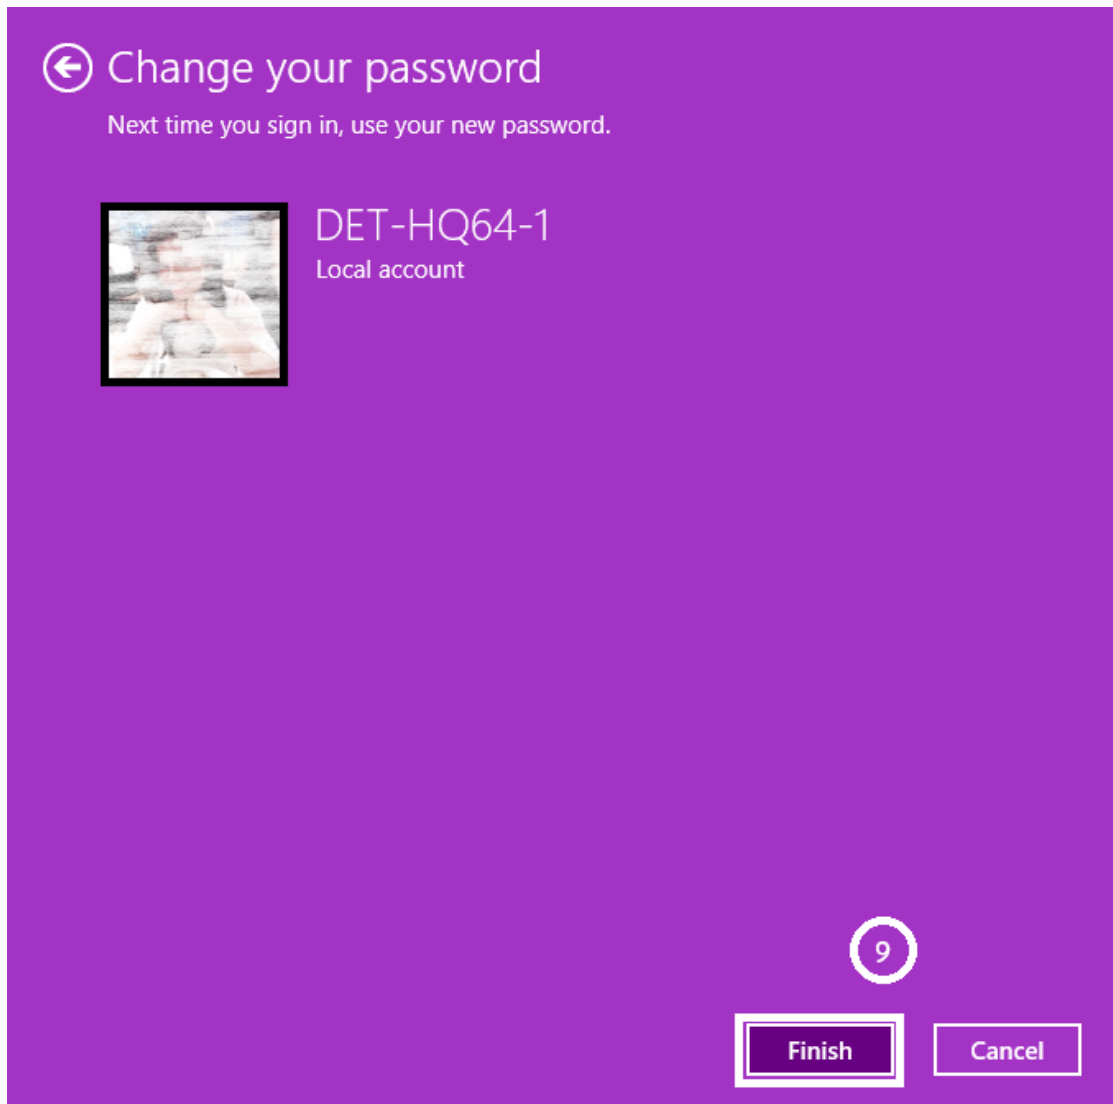 Change your password
Next time you sign in, use your new password.
DET-HQ64-1
Local account
9
Finish
Cancel